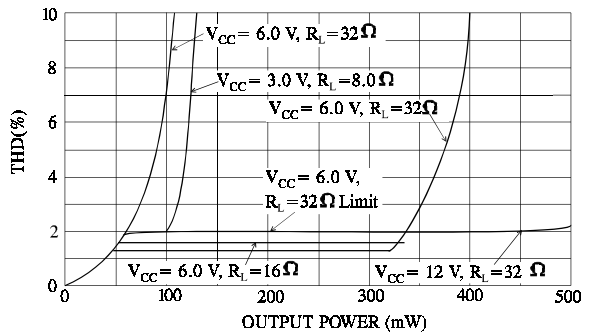 10
V_CC = 6.0 V, R_L = 32 Ω
8
V_CC = 3.0 V, R_L = 8.0 Ω
V_CC = 6.0 V, R_L = 32Ω
6
THD(%)
4
V_CC = 6.0 V,
R_L = 32 Ω Limit
2
V_CC = 6.0 V, R_L = 16 Ω
V_CC = 12 V, R_L = 32 Ω
0
0 100 200 300 400 500
OUTPUT POWER (mW)